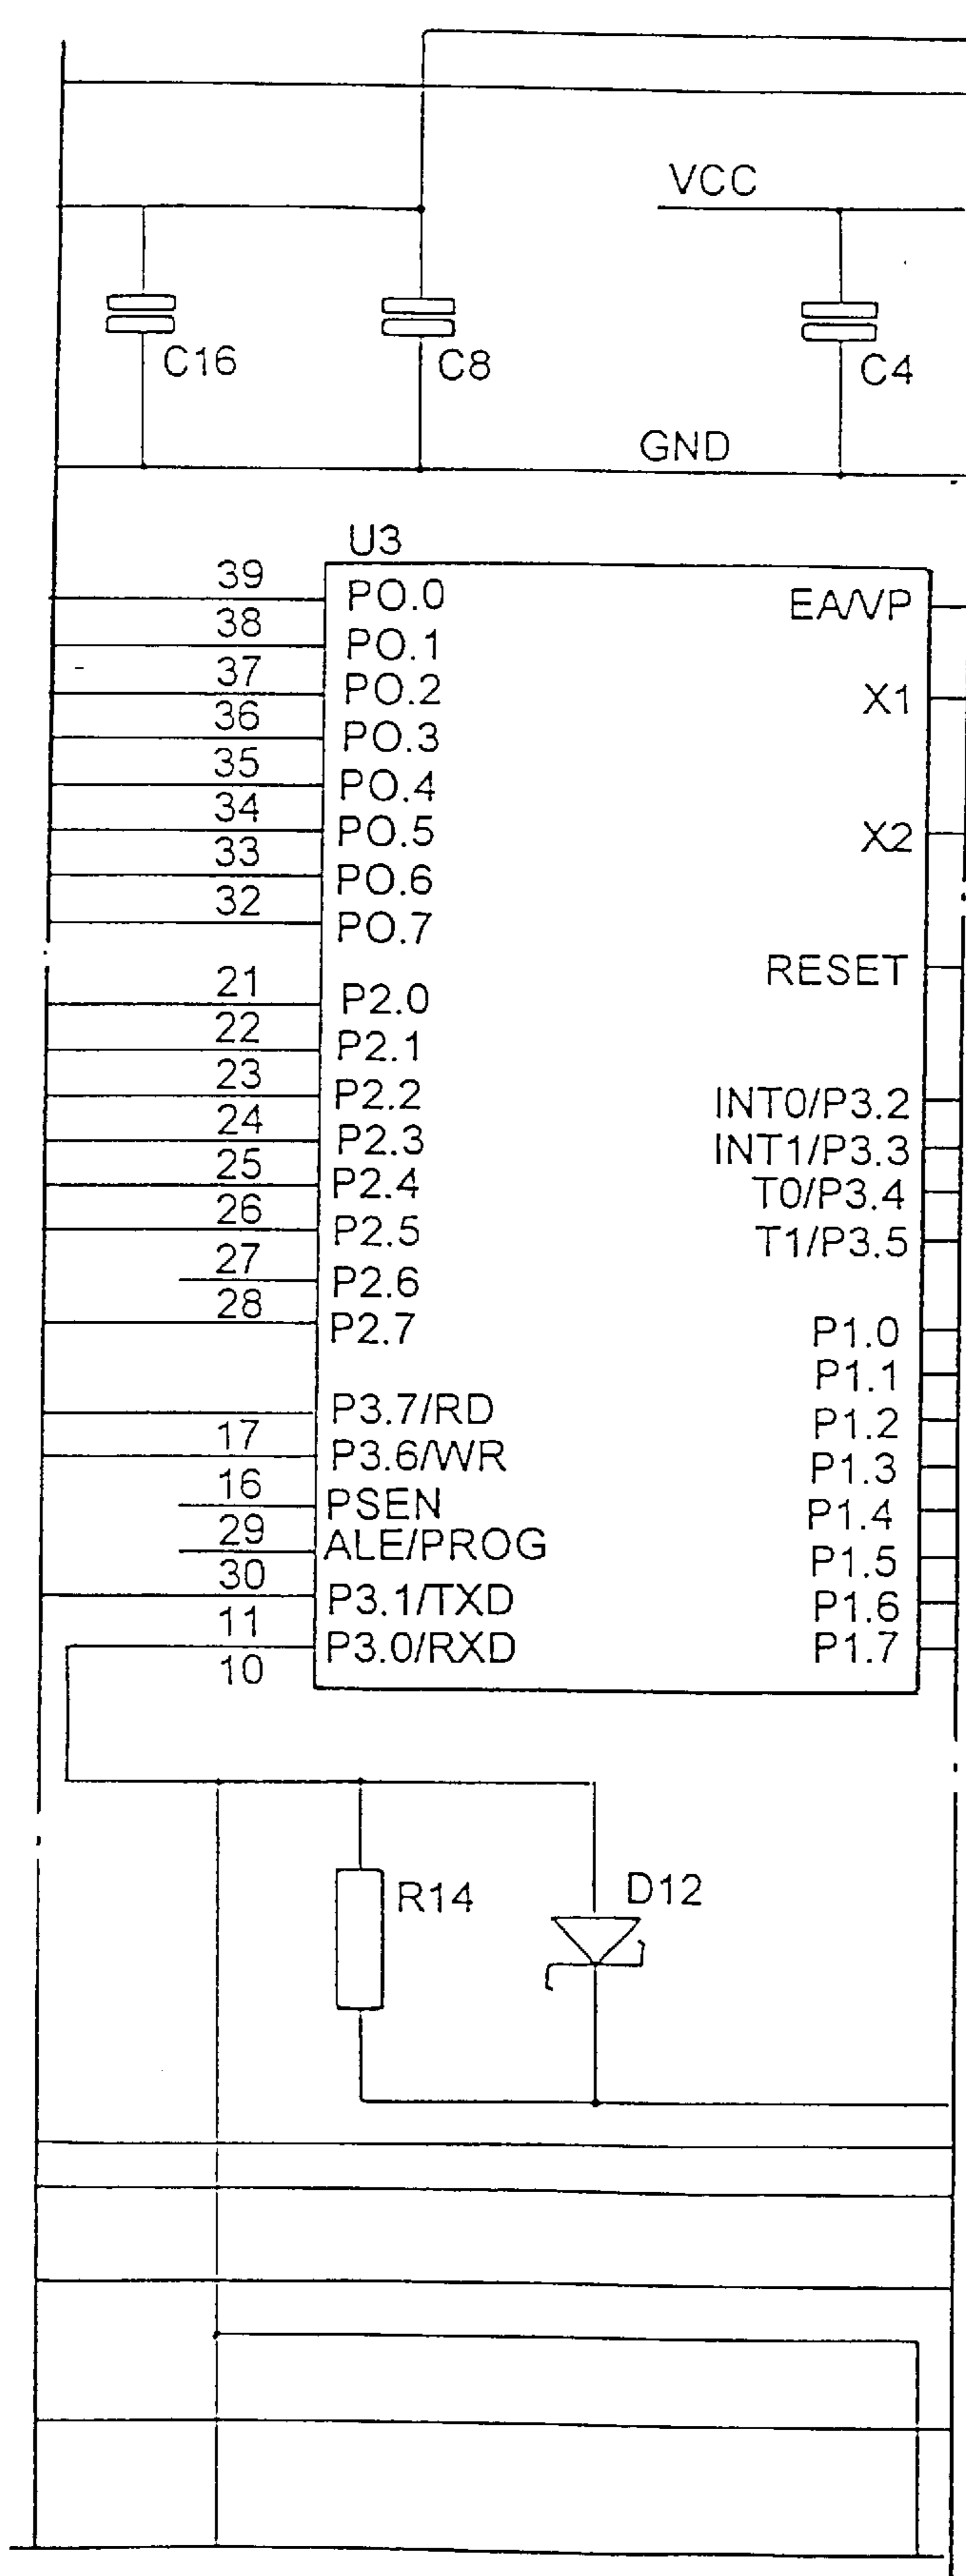 VCC
C16
C8
C4
GND
U3
39
PO.0
EA/VP
38
PO.1
37
PO.2
X1
36
PO.3
35
PO.4
34
PO.5
X2
33
PO.6
32
PO.7
RESET
21
P2.0
22
P2.1
23
P2.2
INT0/P3.2
24
P2.3
INT1/P3.3
25
P2.4
T0/P3.4
26
P2.5
T1/P3.5
27
P2.6
28
P2.7
P1.0
P1.1
P3.7/RD
P1.2
17
P3.6/WR
P1.3
16
PSEN
P1.4
29
ALE/PROG
P1.5
30
P3.1/TXD
P1.6
11
P3.0/RXD
P1.7
10
R14
D12